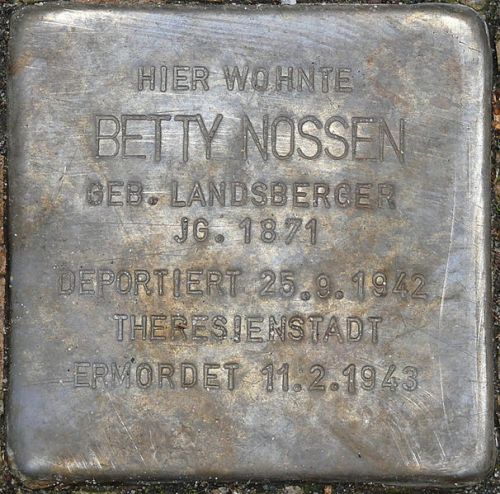 HIER WOHNTE
BETTY NOSSEN
GEB. LANDSBERGER
JG. 1871
DEPORTIERT 25.9.1942
THERESIENSTADT
ERMORDET 11.2.1943